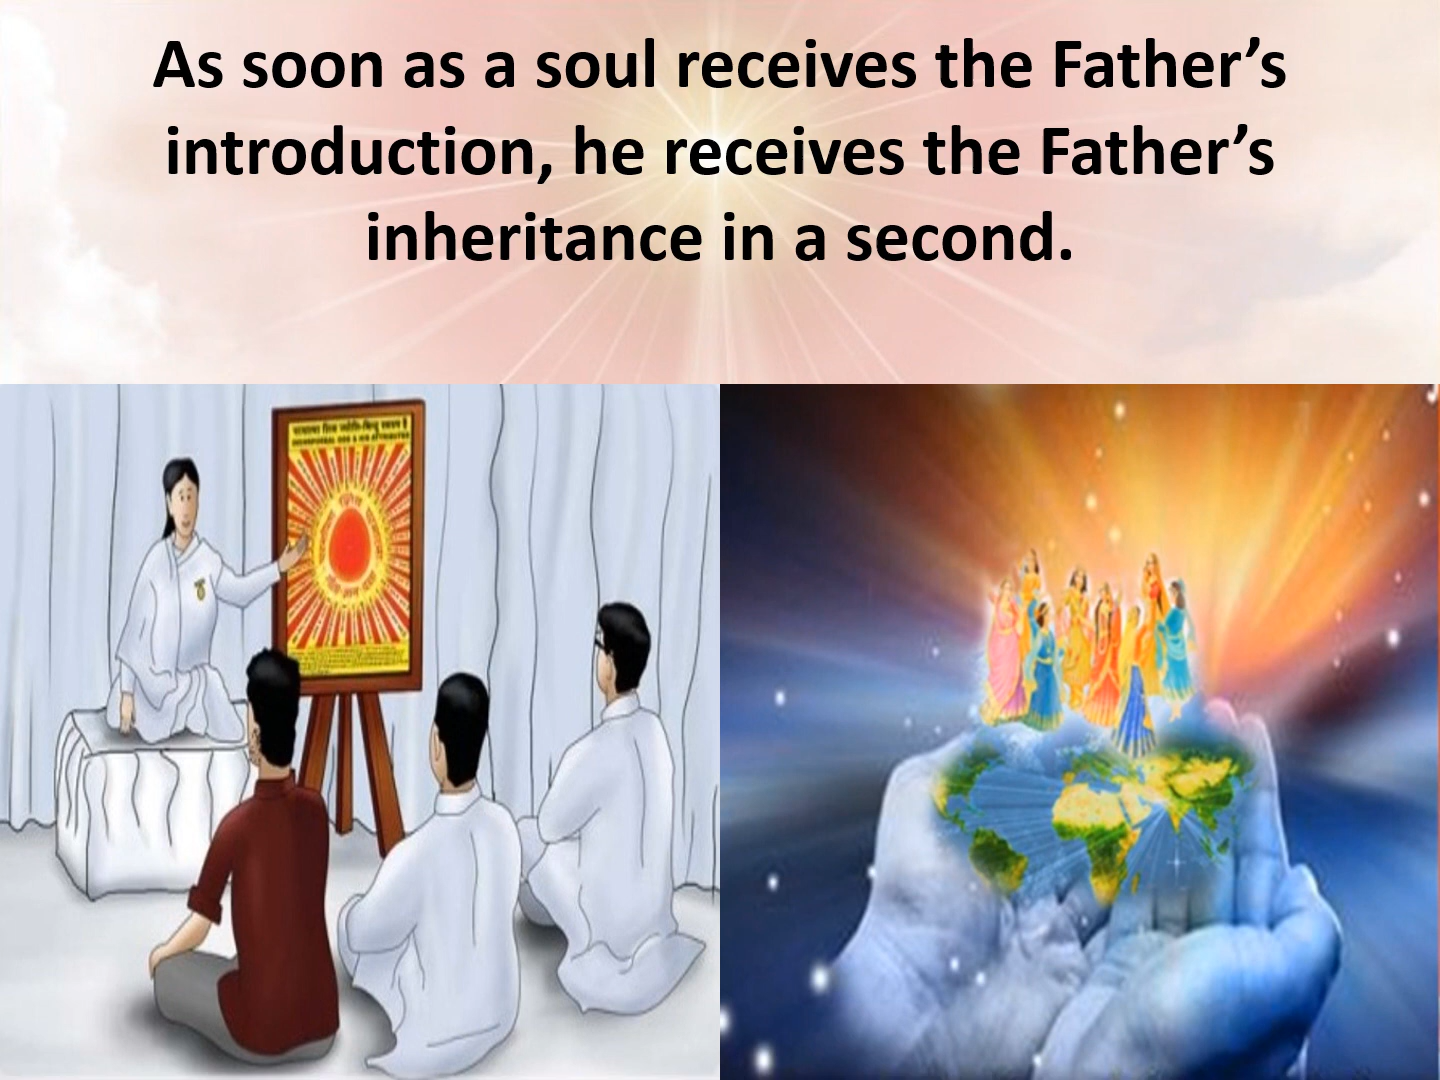 As soon as a soul receives the Father’s
introduction, he receives the Father’s
inheritance in a second.